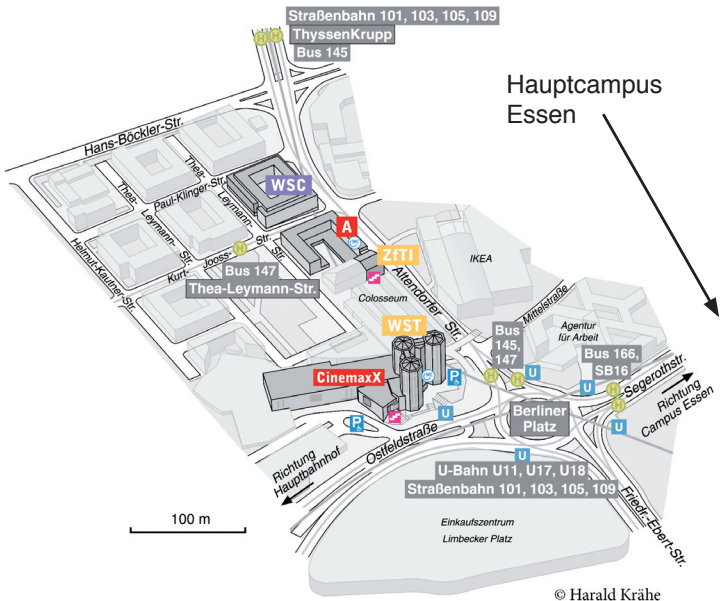 Straßenbahn 101, 103, 105, 109
ThyssenKrupp
Bus 145
H
H
Hauptcampus
Essen
Hans-Böckler-Str.
Thea-
Leymann-
Str.
Paul-Klinger-Str.
Thea-
Leymann-
Str.
WSC
A
ZfTI
Helmut-Kautner-Str.
Kurt-
Jooss-
Str.
H
Bus 147
Thea-Leymann-Str.
Colosseum
Altendorfer Str.
IKEA
Mittelstraße
Agentur
für Arbeit
WST
CinemaxX
Bus
145,
147
H
H
U
Bus 166,
SB16
U
H
H
Segerothstr.
Richtung
Campus Essen
P
P
U
Berliner
Platz
U
Ostfeldstraße
Richtung
Hauptbahnhof
U
U-Bahn U11, U17, U18
Straßenbahn 101, 103, 105, 109
Friedr.-Ebert-Str.
100 m
Einkaufszentrum
Limbecker Platz
© Harald Krähe